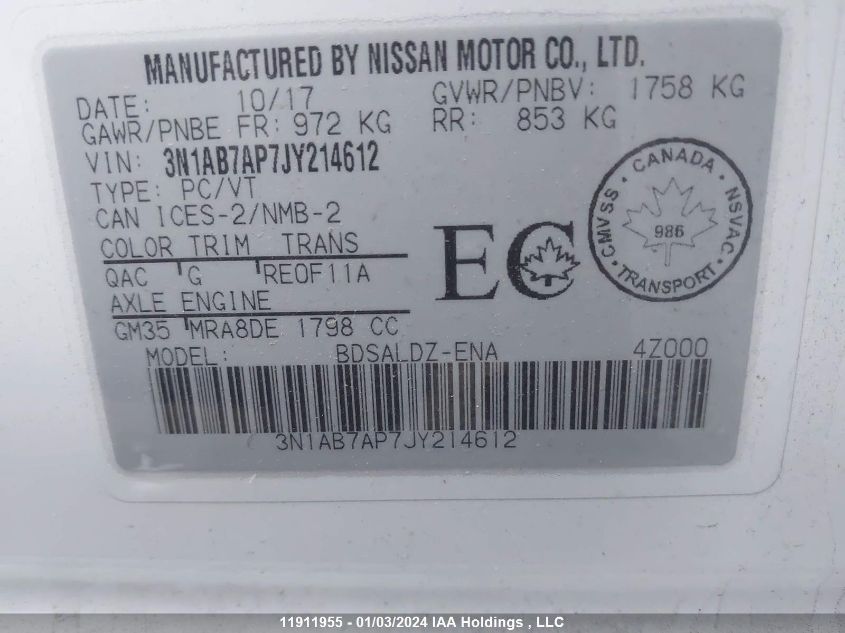 MANUFACTURED BY NISSAN MOTOR CO., LTD.
DATE: 10/17 GVWR/PNBV: 1758 KG
GAWR/PNBE FR: 972 KG RR: 853 KG
VIN: 3N1AB7AP7JY214612
TYPE: PC/VT
CAN ICES-2/NMB-2
COLOR TRIM TRANS
QAC G RE0F11A
AXLE ENGINE
GM35 MRA8DE 1798 CC
EC
CANADA
CMVSS 986 NSVAC
TRANSPORT
MODEL: BDSALDZ-ENA 4Z000
3N1AB7AP7JY214612
11911955 - 01/03/2024 IAA Holdings , LLC